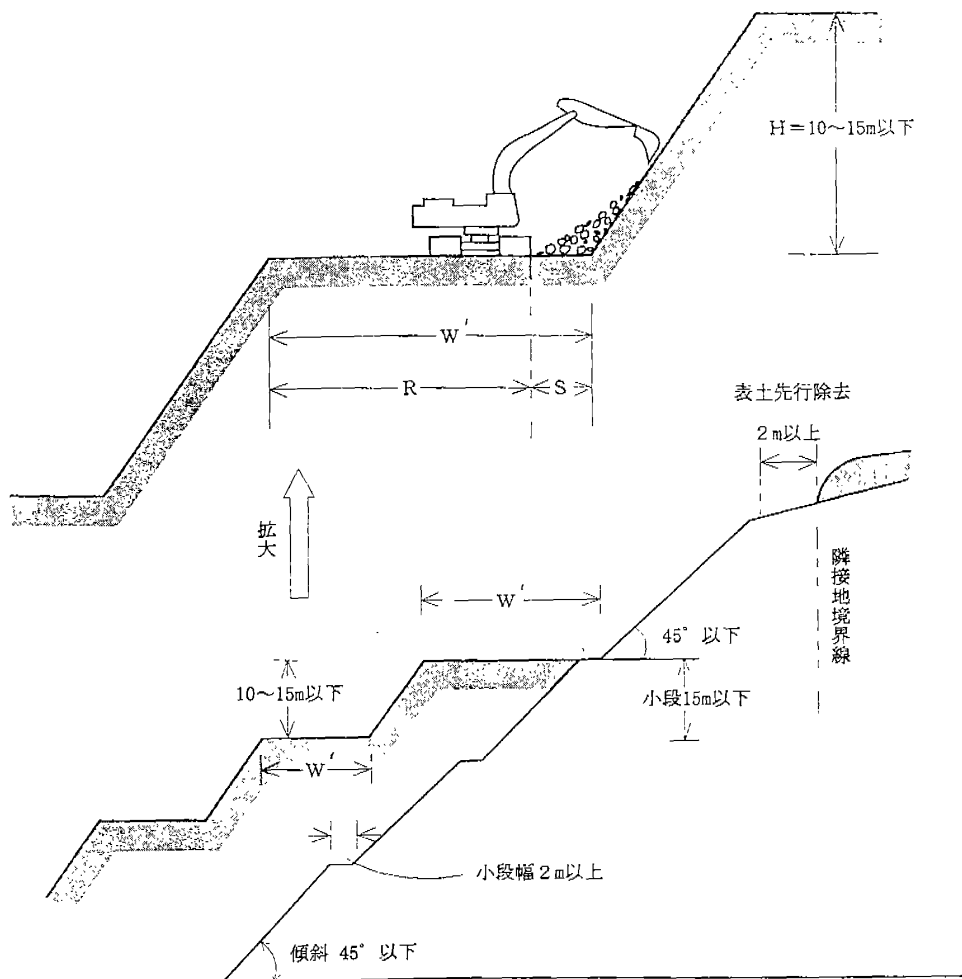 H=10~15m以下
W′
R
S
表土先行除去
2m以上
拡大
隣接地境界線
W′
45°以下
10~15m以下
小段15m以下
W′
小段幅2m以上
傾斜 45°以下